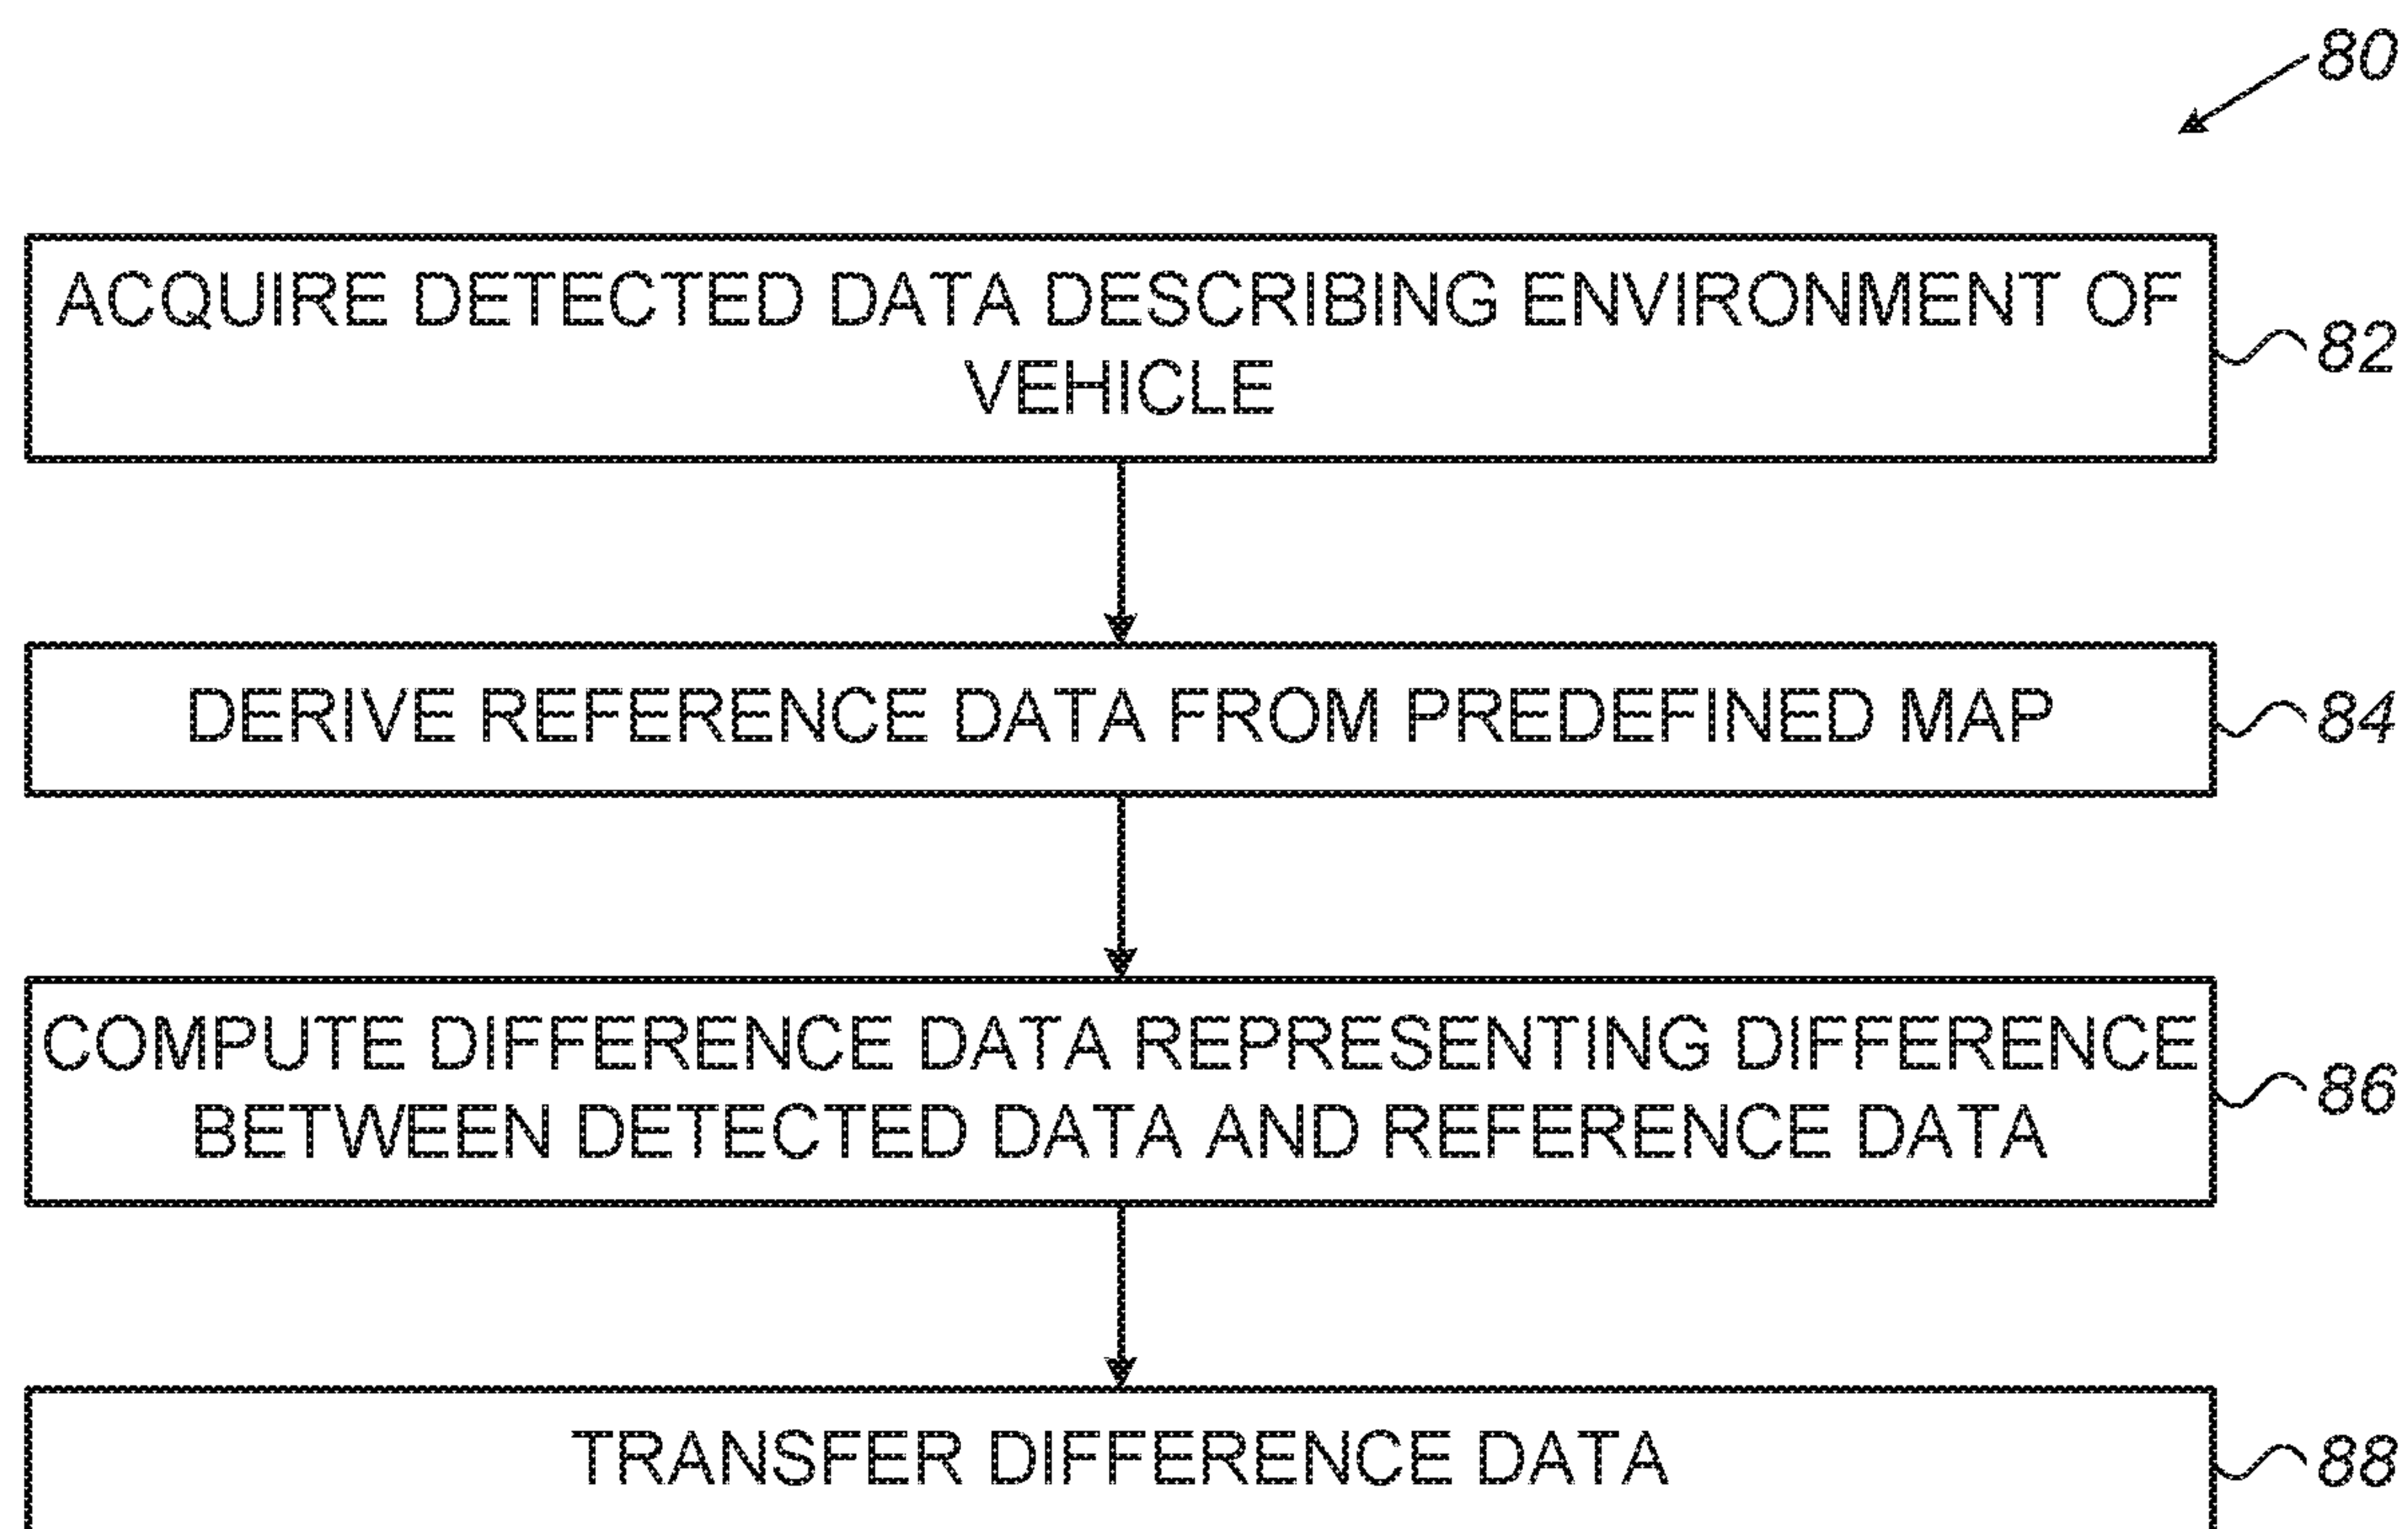 80
ACQUIRE DETECTED DATA DESCRIBING ENVIRONMENT OF
VEHICLE
82
DERIVE REFERENCE DATA FROM PREDEFINED MAP
84
COMPUTE DIFFERENCE DATA REPRESENTING DIFFERENCE
BETWEEN DETECTED DATA AND REFERENCE DATA
86
TRANSFER DIFFERENCE DATA
88